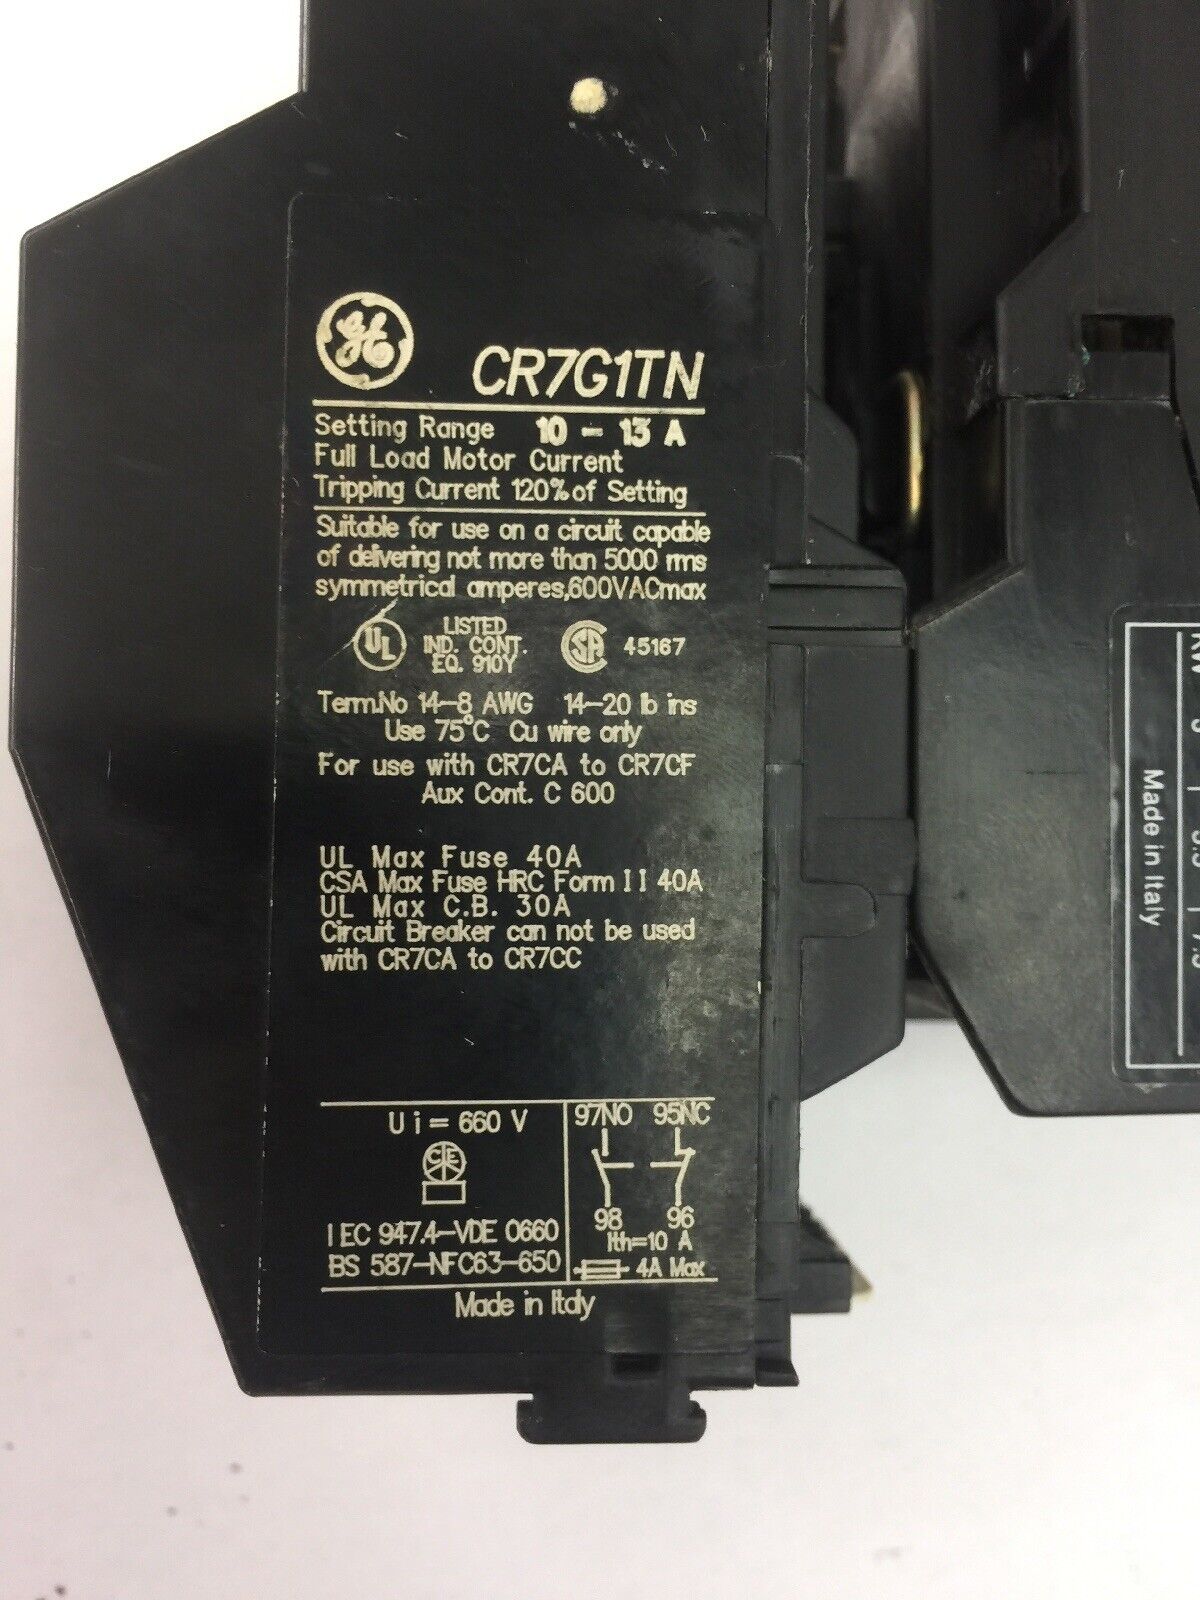 GE CR7G1TN
Setting Range 10 - 13 A
Full Load Motor Current
Tripping Current 120% of Setting
Suitable for use on a circuit capable
of delivering not more than 5000 rms
symmetrical amperes,600VACmax
UL LISTED
IND. CONT.
EQ. 910Y
SA 45167
Term.No 14-8 AWG 14-20 lb ins
Use 75°C Cu wire only
For use with CR7CA to CR7CF
Aux Cont. C 600
UL Max Fuse 40A
CSA Max Fuse HRC Form II 40A
UL Max C.B. 30A
Circuit Breaker can not be used
with CR7CA to CR7CC
Ui= 660 V
IEC 947.4-VDE 0660
BS 587-NFC63-650
97NO 95NC
98 96
Ith=10 A
4A Max
Made in Italy
KW
Made in Italy